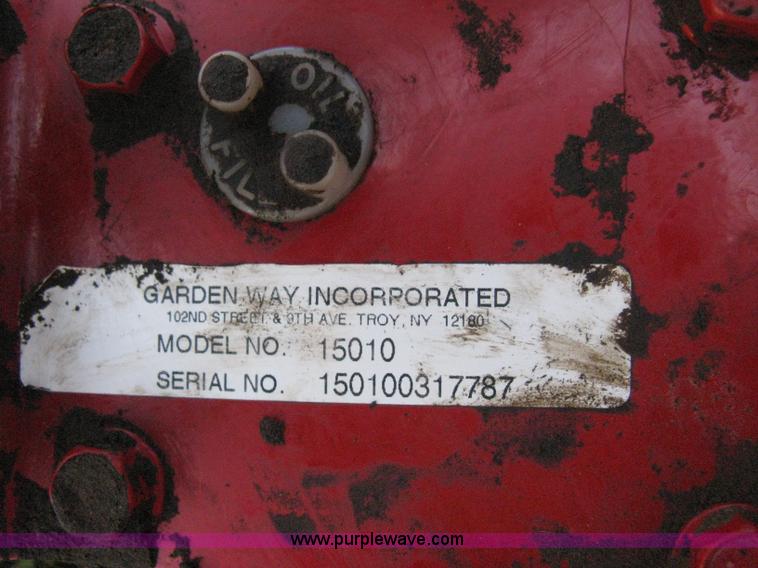 OIL
FILL
GARDEN WAY INCORPORATED
102ND STREET & 9TH AVE. TROY, NY 12180
MODEL NO. 15010
SERIAL NO. 150100317787
www.purplewave.com